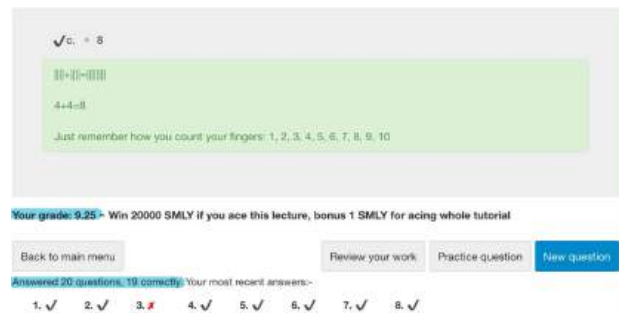 ✓c. = 8
||||+||||=||||||||
4+4=8
Just remember how you count your fingers: 1, 2, 3, 4, 5, 6, 7, 8, 9, 10
Your grade: 9.25 - Win 20000 SMLY if you ace this lecture, bonus 1 SMLY for acing whole tutorial
Back to main menu Review your work Practice question New question
Answered 20 questions, 19 correctly. Your most recent answers:-
1. ✓ 2. ✓ 3. ✗ 4. ✓ 5. ✓ 6. ✓ 7. ✓ 8. ✓